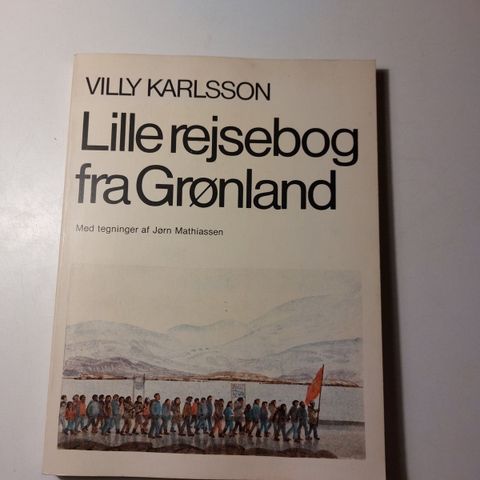 VILLY KARLSSON
Lille rejsebog
fra Grønland
Med tegninger af Jørn Mathiassen